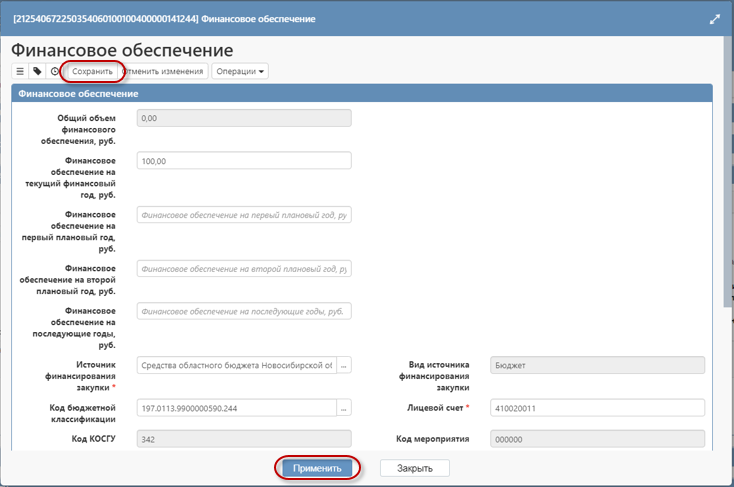 [212540672250354060100100400000141244] Финансовое обеспечение
Финансовое обеспечение
Сохранить Отменить изменения Операции
Финансовое обеспечение
Общий объем
финансового
обеспечения, руб.
0,00
Финансовое
обеспечение на
текущий финансовый
год, руб.
100,00
Финансовое
обеспечение на
первый плановый год,
руб.
Финансовое обеспечение на первый плановый год, ру
Финансовое
обеспечение на второй
плановый год, руб.
Финансовое обеспечение на второй плановый год, ру
Финансовое
обеспечение на
последующие годы,
руб.
Финансовое обеспечение на последующие годы, руб.
Источник
финансирования
закупки *
Средства областного бюджета Новосибирской об ...
Вид источника
финансирования
закупки
Бюджет
Код бюджетной
классификации
197.0113.9900000590.244 ...
Лицевой счет *
410020011
Код КОСГУ
342
Код мероприятия
000000
Применить Закрыть